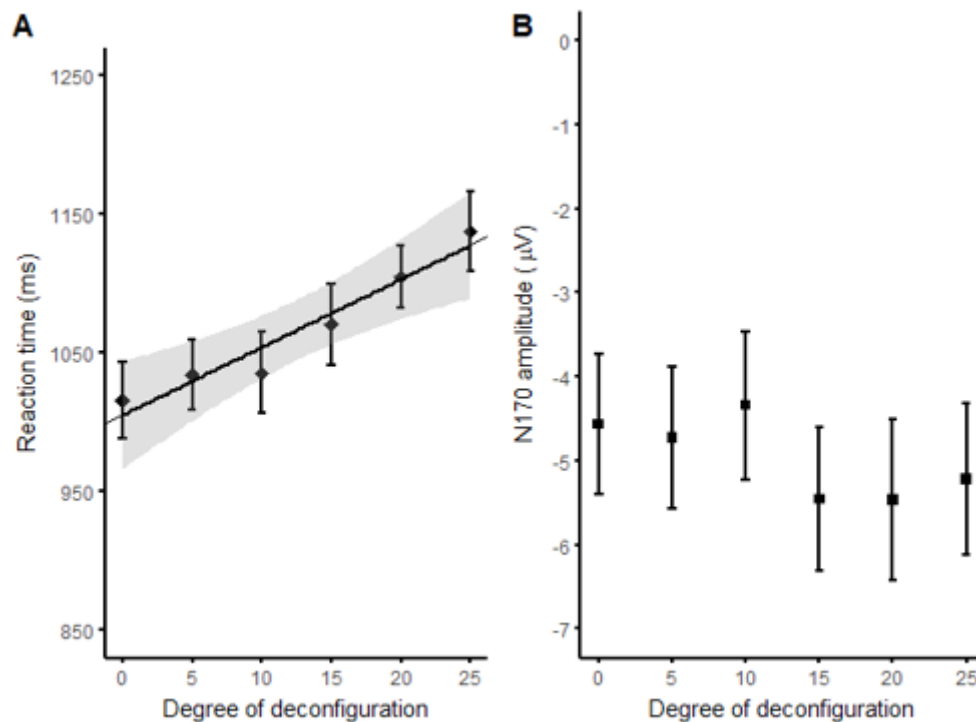 A
Reaction time (ms)
1250
1150
1050
950
850
0 5 10 15 20 25
Degree of deconfiguration
B
N170 amplitude ( μV)
0
-1
-2
-3
-4
-5
-6
-7
0 5 10 15 20 25
Degree of deconfiguration